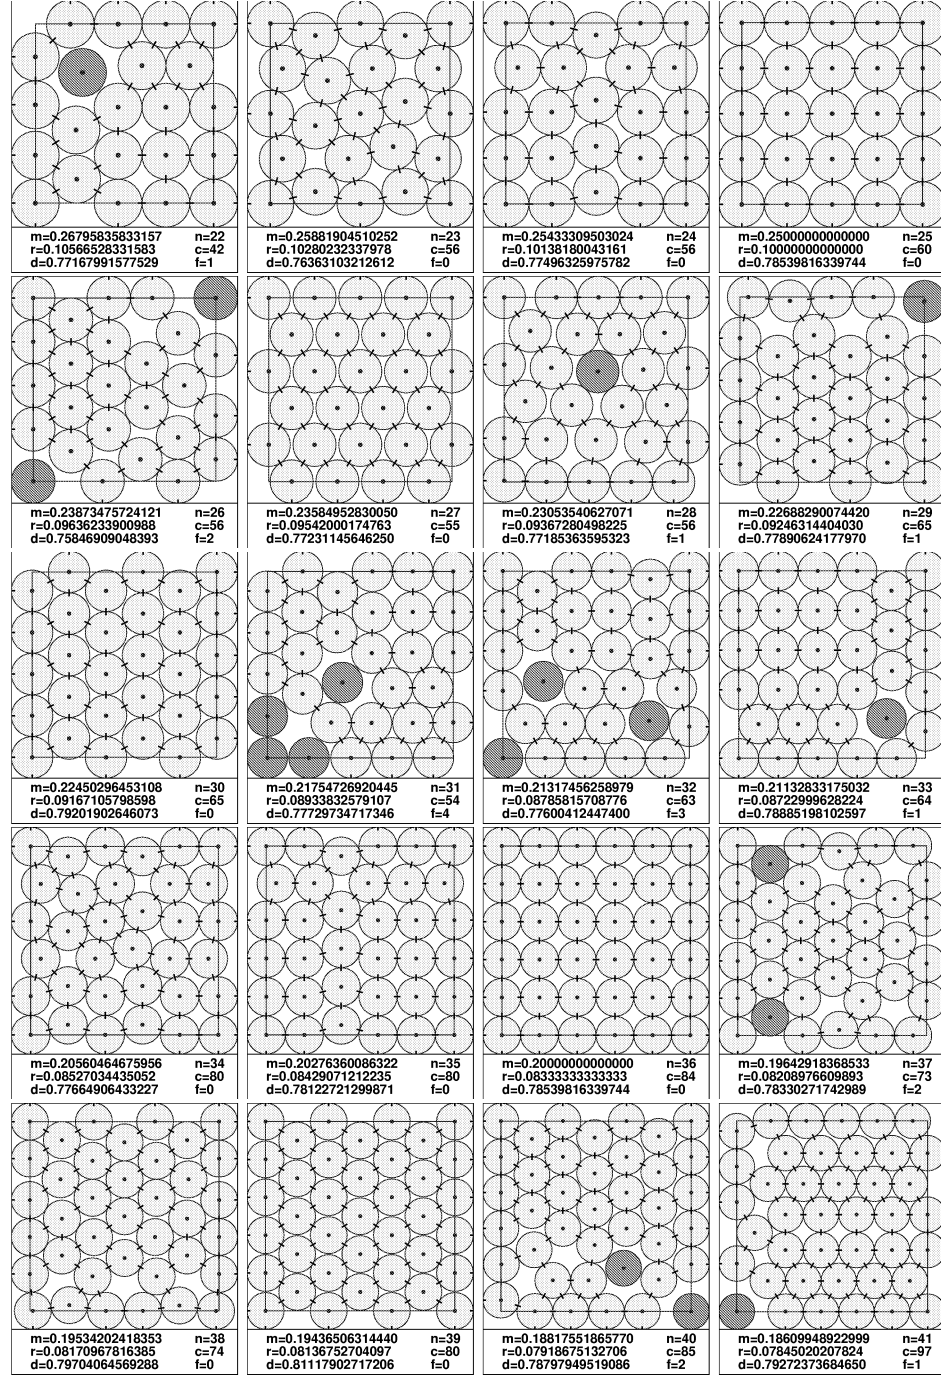 m=0.26795835833157 n=22
r=0.10566528331583 c=42
d=0.77167991577529 f=1
m=0.25881904510252 n=23
r=0.10280232337978 c=56
d=0.76363103212612 f=0
m=0.25433309503024 n=24
r=0.10138180043161 c=56
d=0.77496325975782 f=0
m=0.25000000000000 n=25
r=0.10000000000000 c=60
d=0.78539816339744 f=0
m=0.23873475724121 n=26
r=0.09636233900988 c=56
d=0.75846909048393 f=2
m=0.23584952830050 n=27
r=0.09542000174763 c=55
d=0.77231145646250 f=0
m=0.23053540627071 n=28
r=0.09367280498225 c=56
d=0.77185363595323 f=1
m=0.22688290074420 n=29
r=0.09246314404030 c=65
d=0.77890624177970 f=1
m=0.22450296453108 n=30
r=0.09167105798598 c=65
d=0.79201902646073 f=0
m=0.21754726920445 n=31
r=0.08933832579107 c=54
d=0.77729734717346 f=4
m=0.21317456258979 n=32
r=0.08785815708776 c=63
d=0.77600412447400 f=3
m=0.21132833175032 n=33
r=0.08722999628224 c=64
d=0.78885198102597 f=1
m=0.20560464675956 n=34
r=0.08527034435052 c=80
d=0.77664906433227 f=0
m=0.20276360086322 n=35
r=0.08429071212235 c=80
d=0.78122721299871 f=0
m=0.20000000000000 n=36
r=0.08333333333333 c=84
d=0.78539816339744 f=0
m=0.19642918368533 n=37
r=0.08208976609893 c=73
d=0.78330271742989 f=2
m=0.19534202418353 n=38
r=0.08170967816385 c=74
d=0.79704064569288 f=0
m=0.19436506314440 n=39
r=0.08136752704097 c=80
d=0.81117902717206 f=0
m=0.18817551865770 n=40
r=0.07918675132706 c=85
d=0.78797949519086 f=2
m=0.18609948922999 n=41
r=0.07845020207824 c=97
d=0.79272373684650 f=1